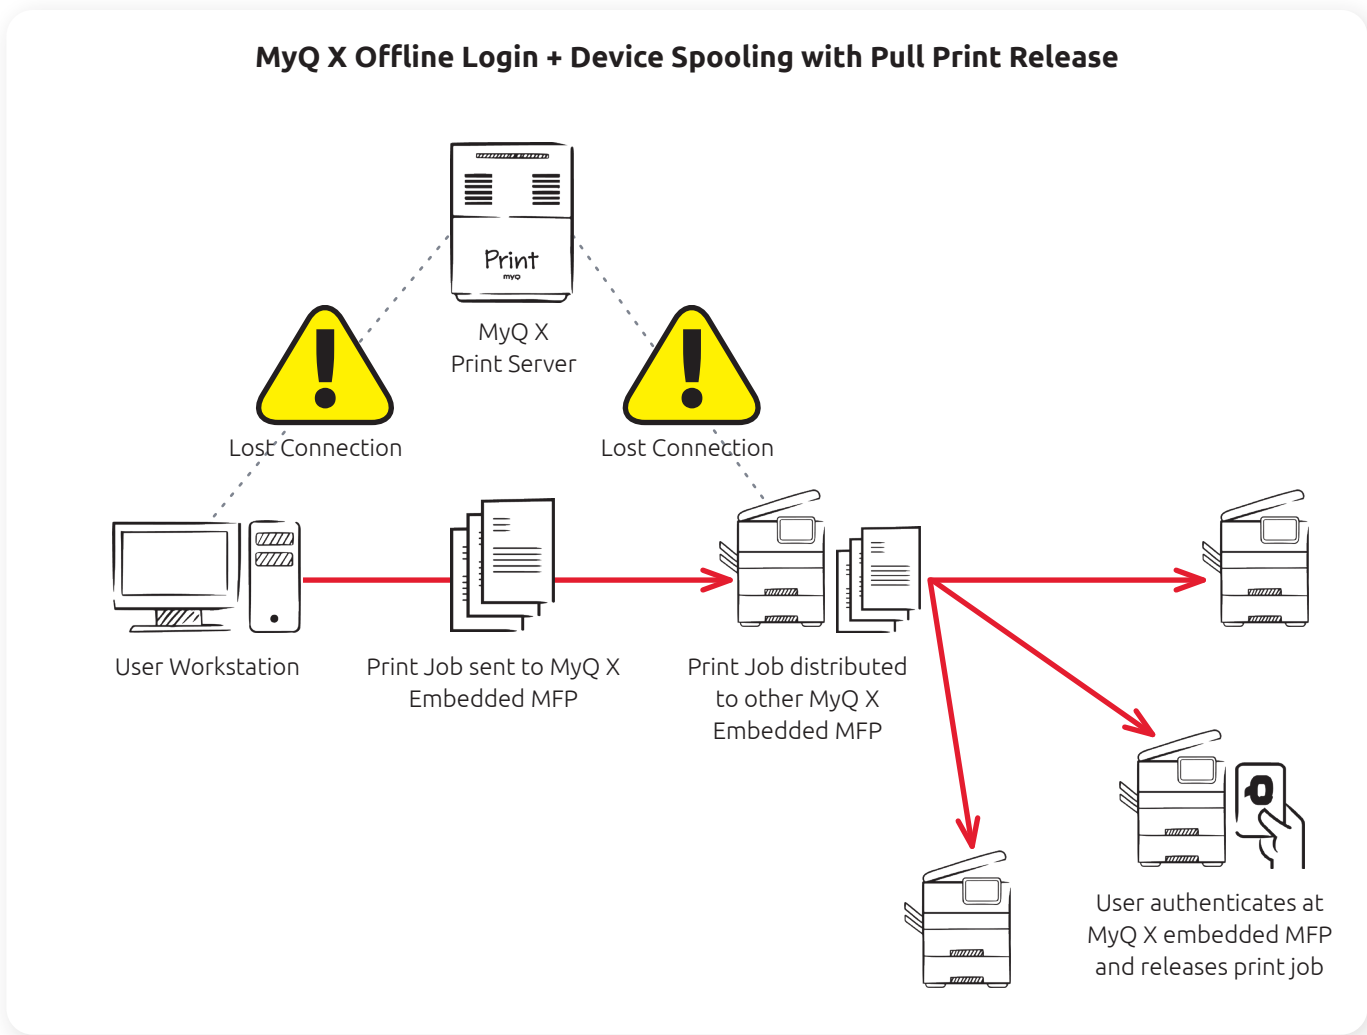 MyQ X Offline Login + Device Spooling with Pull Print Release
Print
myQ
MyQ X
Print Server
Lost Connection
Lost Connection
User Workstation
Print Job sent to MyQ X
Embedded MFP
Print Job distributed
to other MyQ X
Embedded MFP
User authenticates at
MyQ X embedded MFP
and releases print job